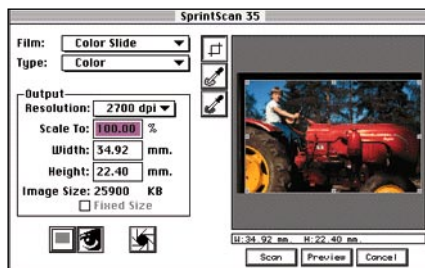 SprintScan 35
Film: Color Slide
Type: Color
Output
Resolution: 2700 dpi
Scale To: 100.00 %
Width: 34.92 mm.
Height: 22.40 mm.
Image Size: 25900 KB
Fixed Size
W:34.92 mm. H:22.40 mm.
Scan Preview Cancel